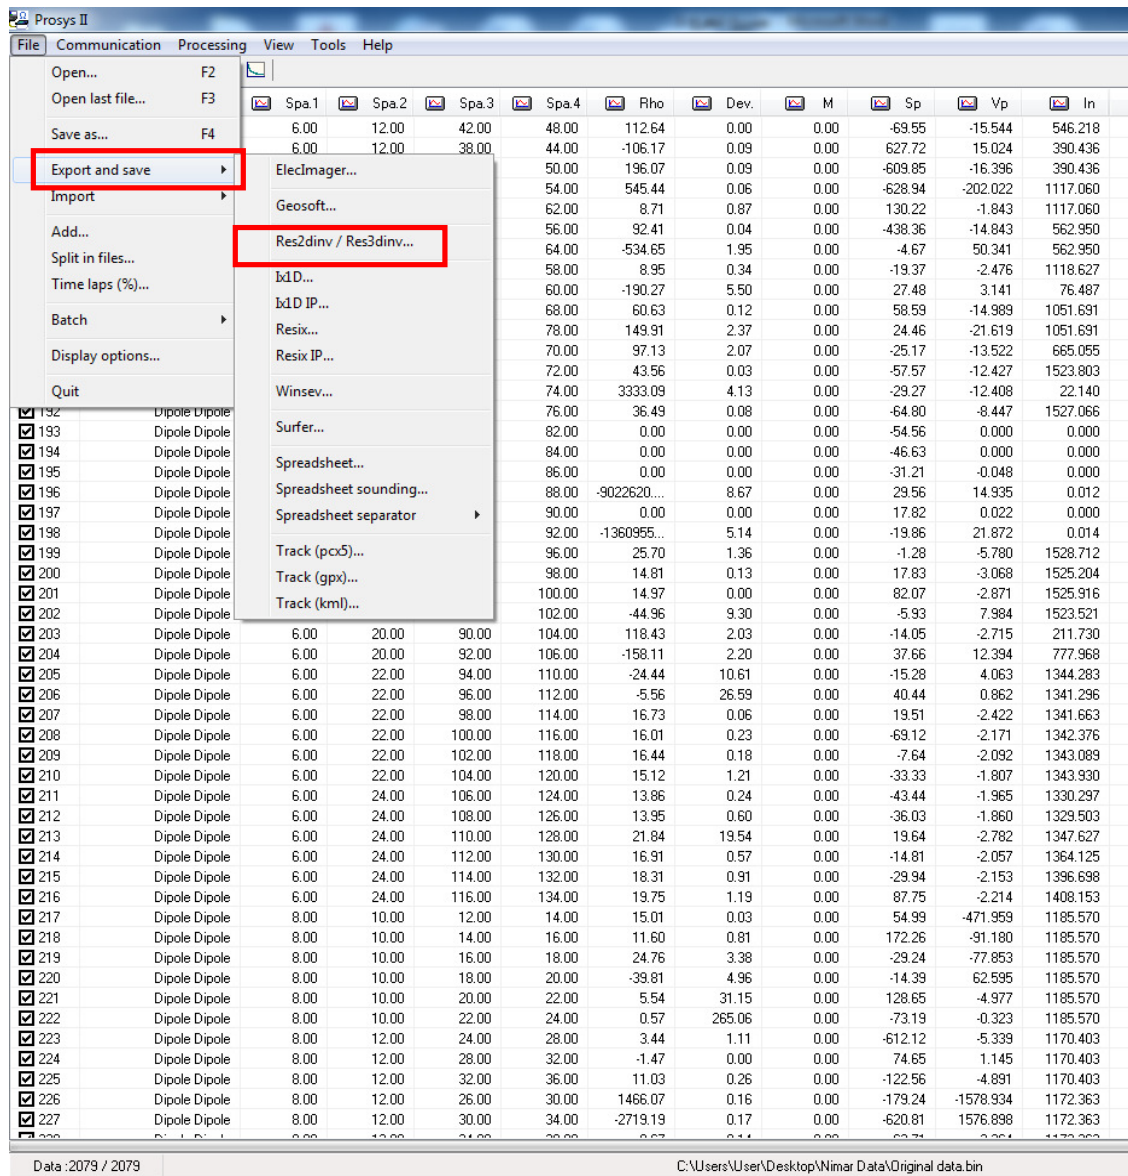 Prosys II
File Communication Processing View Tools Help
Open... F2
Open last file... F3
Save as... F4
Export and save
Import
Add...
Split in files...
Time laps (%)...
Batch
Display options...
Quit
ElecImager...
Geosoft...
Res2dinv / Res3dinv...
Ix1D...
Ix1D IP...
Resix...
Resix IP...
Winsev...
Surfer...
Spreadsheet...
Spreadsheet sounding...
Spreadsheet separator
Track (pcx5)...
Track (gpx)...
Track (kml)...
Spa.1 Spa.2 Spa.3 Spa.4 Rho Dev. M Sp Vp In
6.00 12.00 42.00 48.00 112.64 0.00 0.00 -69.55 -15.544 546.218
6.00 12.00 38.00 44.00 -106.17 0.09 0.00 627.72 15.024 390.436
50.00 196.07 0.09 0.00 -609.85 -16.396 390.436
54.00 545.44 0.06 0.00 -628.94 -202.022 1117.060
62.00 8.71 0.87 0.00 130.22 -1.843 1117.060
56.00 92.41 0.04 0.00 -438.36 -14.843 562.950
64.00 -534.65 1.95 0.00 -4.67 50.341 562.950
58.00 8.95 0.34 0.00 -19.37 -2.476 1118.627
60.00 -190.27 5.50 0.00 27.48 3.141 76.487
68.00 60.63 0.12 0.00 58.59 -14.989 1051.691
78.00 149.91 2.37 0.00 24.46 -21.619 1051.691
70.00 97.13 2.07 0.00 -25.17 -13.522 665.055
72.00 43.56 0.03 0.00 -57.57 -12.427 1523.803
74.00 3333.09 4.13 0.00 -29.27 -12.408 22.140
192 Dipole Dipole 76.00 36.49 0.08 0.00 -64.80 -8.447 1527.066
193 Dipole Dipole 82.00 0.00 0.00 0.00 -54.56 0.000 0.000
194 Dipole Dipole 84.00 0.00 0.00 0.00 -46.63 0.000 0.000
195 Dipole Dipole 86.00 0.00 0.00 0.00 -31.21 -0.048 0.000
196 Dipole Dipole 88.00 -9022620.... 8.67 0.00 29.56 14.935 0.012
197 Dipole Dipole 90.00 0.00 0.00 0.00 17.82 0.022 0.000
198 Dipole Dipole 92.00 -1360955... 5.14 0.00 -19.86 21.872 0.014
199 Dipole Dipole 96.00 25.70 1.36 0.00 -1.28 -5.780 1528.712
200 Dipole Dipole 98.00 14.81 0.13 0.00 17.83 -3.068 1525.204
201 Dipole Dipole 100.00 14.97 0.00 0.00 82.07 -2.871 1525.916
202 Dipole Dipole 102.00 -44.96 9.30 0.00 -5.93 7.984 1523.521
203 Dipole Dipole 6.00 20.00 90.00 104.00 118.43 2.03 0.00 -14.05 -2.715 211.730
204 Dipole Dipole 6.00 20.00 92.00 106.00 -158.11 2.20 0.00 37.66 12.394 777.968
205 Dipole Dipole 6.00 22.00 94.00 110.00 -24.44 10.61 0.00 -15.28 4.063 1344.283
206 Dipole Dipole 6.00 22.00 96.00 112.00 -5.56 26.59 0.00 40.44 0.862 1341.296
207 Dipole Dipole 6.00 22.00 98.00 114.00 16.73 0.06 0.00 19.51 -2.422 1341.663
208 Dipole Dipole 6.00 22.00 100.00 116.00 16.01 0.23 0.00 -69.12 -2.171 1342.376
209 Dipole Dipole 6.00 22.00 102.00 118.00 16.44 0.18 0.00 -7.64 -2.092 1343.089
210 Dipole Dipole 6.00 22.00 104.00 120.00 15.12 1.21 0.00 -33.33 -1.807 1343.930
211 Dipole Dipole 6.00 24.00 106.00 124.00 13.86 0.24 0.00 -43.44 -1.965 1330.297
212 Dipole Dipole 6.00 24.00 108.00 126.00 13.95 0.60 0.00 -36.03 -1.860 1329.503
213 Dipole Dipole 6.00 24.00 110.00 128.00 21.84 19.54 0.00 19.64 -2.782 1347.627
214 Dipole Dipole 6.00 24.00 112.00 130.00 16.91 0.57 0.00 -14.81 -2.057 1364.125
215 Dipole Dipole 6.00 24.00 114.00 132.00 18.31 0.91 0.00 -29.94 -2.153 1396.698
216 Dipole Dipole 6.00 24.00 116.00 134.00 19.75 1.19 0.00 87.75 -2.214 1408.153
217 Dipole Dipole 8.00 10.00 12.00 14.00 15.01 0.03 0.00 54.99 -471.959 1185.570
218 Dipole Dipole 8.00 10.00 14.00 16.00 11.60 0.81 0.00 172.26 -91.180 1185.570
219 Dipole Dipole 8.00 10.00 16.00 18.00 24.76 3.38 0.00 -29.24 -77.853 1185.570
220 Dipole Dipole 8.00 10.00 18.00 20.00 -39.81 4.96 0.00 -14.39 62.595 1185.570
221 Dipole Dipole 8.00 10.00 20.00 22.00 5.54 31.15 0.00 128.65 -4.977 1185.570
222 Dipole Dipole 8.00 10.00 22.00 24.00 0.57 265.06 0.00 -73.19 -0.323 1185.570
223 Dipole Dipole 8.00 12.00 24.00 28.00 3.44 1.11 0.00 -612.12 -5.339 1170.403
224 Dipole Dipole 8.00 12.00 28.00 32.00 -1.47 0.00 0.00 74.65 1.145 1170.403
225 Dipole Dipole 8.00 12.00 32.00 36.00 11.03 0.26 0.00 -122.56 -4.891 1170.403
226 Dipole Dipole 8.00 12.00 26.00 30.00 1466.07 0.16 0.00 -179.24 -1578.934 1172.363
227 Dipole Dipole 8.00 12.00 30.00 34.00 -2719.19 0.17 0.00 -620.81 1576.898 1172.363
Data :2079 / 2079 C:\Users\User\Desktop\Nimar Data\Original data.bin